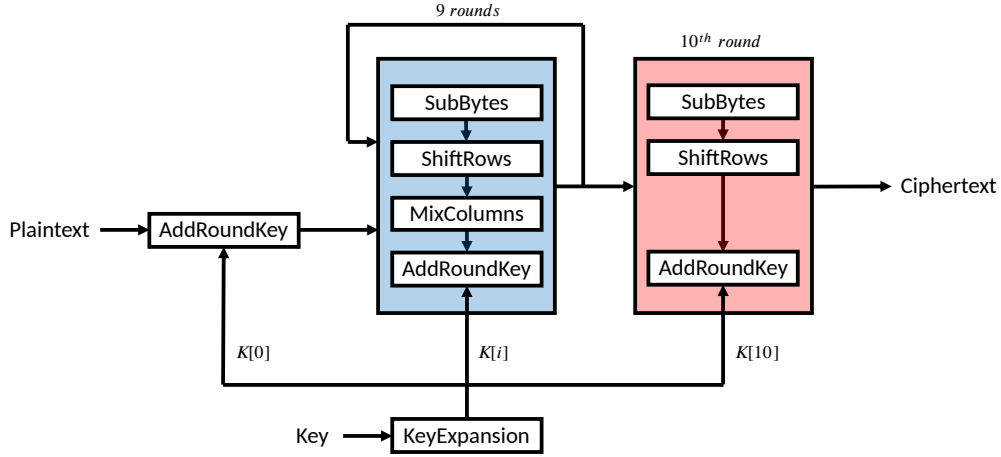 9 rounds
10th round
SubBytes
ShiftRows
MixColumns
AddRoundKey
SubBytes
ShiftRows
AddRoundKey
Plaintext
AddRoundKey
Ciphertext
K[0]
K[i]
K[10]
Key
KeyExpansion